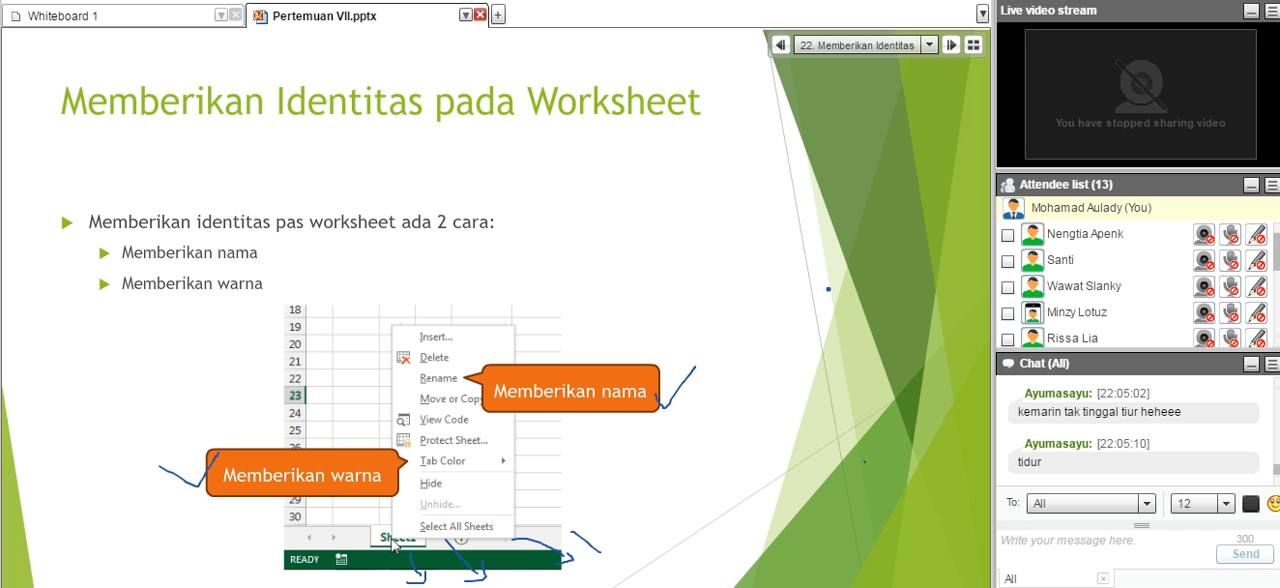 Whiteboard 1
Pertemuan VII.pptx
22. Memberikan Identitas
Memberikan Identitas pada Worksheet
Memberikan identitas pas worksheet ada 2 cara:
Memberikan nama
Memberikan warna
18
19
20
21
22
23
24
25
26
29
30
Insert...
Delete
Rename
Move or Copy
View Code
Protect Sheet...
Tab Color
Hide
Unhide...
Select All Sheets
Memberikan nama
Memberikan warna
READY
Live video stream
You have stopped sharing video
Attendee list (13)
Mohamad Aulady (You)
Nengtia Apenk
Santi
Wawat Slanky
Minzy Lotuz
Rissa Lia
Chat (All)
Ayumasayu: [22:05:02]
kemarin tak tinggal tiur heheee
Ayumasayu: [22:05:10]
tidur
To: All 12
Write your message here.
300
Send
All